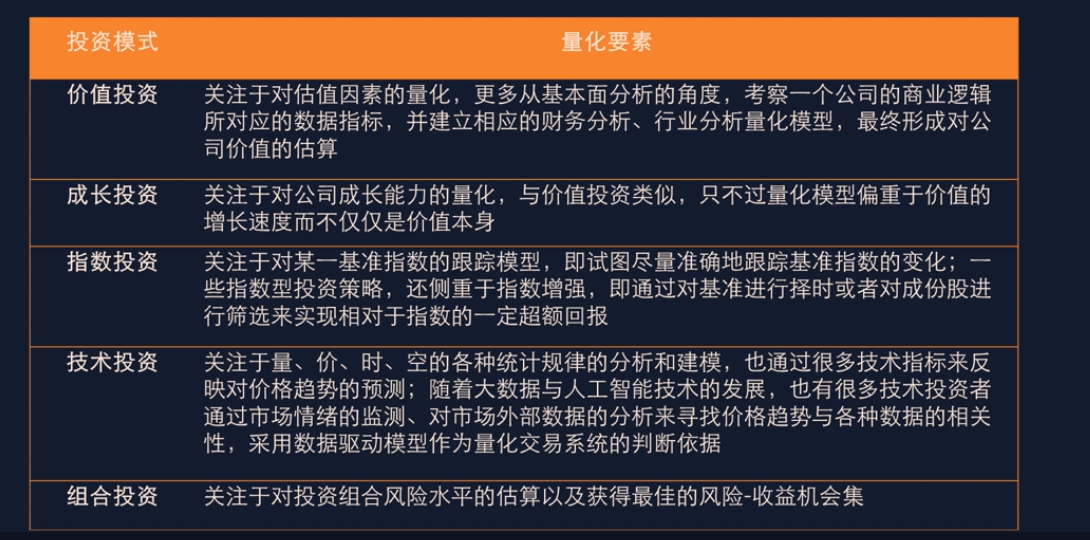 投资模式 量化要素
价值投资 关注于对估值因素的量化，更多从基本面分析的角度，考察一个公司的商业逻辑
所对应的数据指标，并建立相应的财务分析、行业分析量化模型，最终形成对公
司价值的估算
成长投资 关注于对公司成长能力的量化，与价值投资类似，只不过量化模型偏重于价值的
增长速度而不仅仅是价值本身
指数投资 关注于对某一基准指数的跟踪模型，即试图尽量准确地跟踪基准指数的变化；一
些指数型投资策略，还侧重于指数增强，即通过对基准进行择时或者对成份股进
行筛选来实现相对于指数的一定超额回报
技术投资 关注于量、价、时、空的各种统计规律的分析和建模，也通过很多技术指标来反
映对价格趋势的预测；随着大数据与人工智能技术的发展，也有很多技术投资者
通过市场情绪的监测、对市场外部数据的分析来寻找价格趋势与各种数据的相关
性，采用数据驱动模型作为量化交易系统的判断依据
组合投资 关注于对投资组合风险水平的估算以及获得最佳的风险-收益机会集